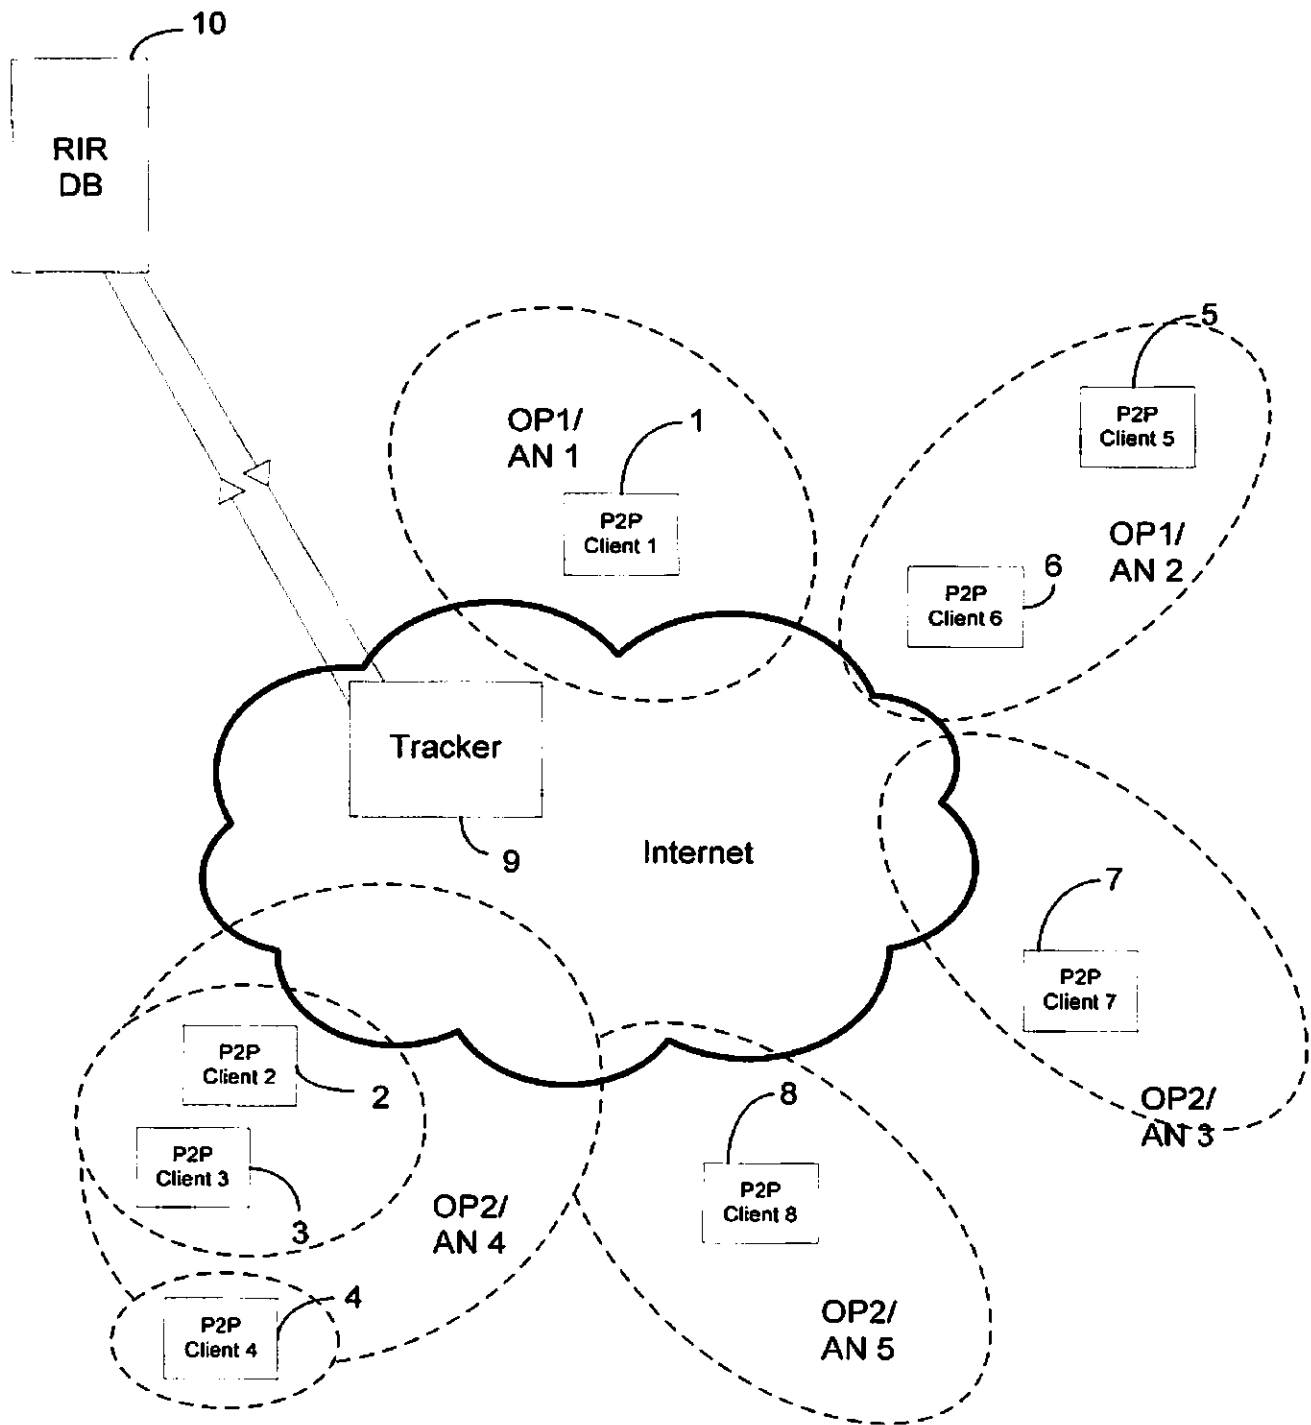 10
RIR
DB
5
P2P
Client 5
OP1/
AN 1
1
P2P
Client 1
OP1/
AN 2
6
P2P
Client 6
Tracker
9
Internet
7
P2P
Client 7
P2P
Client 2
2
8
OP2/
AN 3
P2P
Client 3
3
P2P
Client 8
OP2/
AN 4
4
P2P
Client 4
OP2/
AN 5